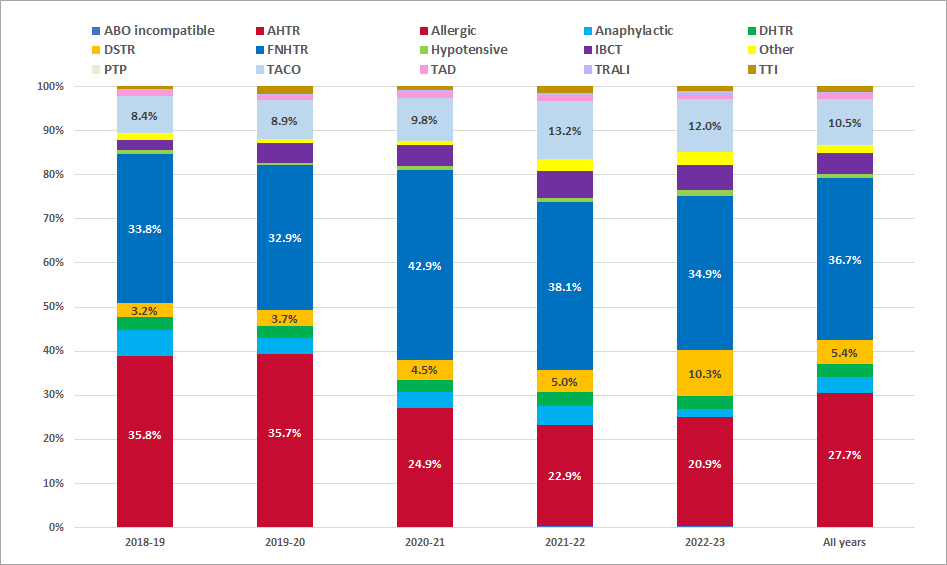 ABO incompatible AHTR Allergic Anaphylactic DHTR
DSTR FNHTR Hypotensive IBCT Other
PTP TACO TAD TRALI TTI
100%
8.4% 8.9% 9.8% 13.2% 12.0% 10.5%
90%
80%
70%
33.8% 32.9% 42.9% 38.1% 34.9% 36.7%
60%
50%
3.2% 3.7% 4.5% 5.0% 10.3% 5.4%
40%
30%
35.8% 35.7% 24.9% 22.9% 20.9% 27.7%
20%
10%
0%
2018-19 2019-20 2020-21 2021-22 2022-23 All years